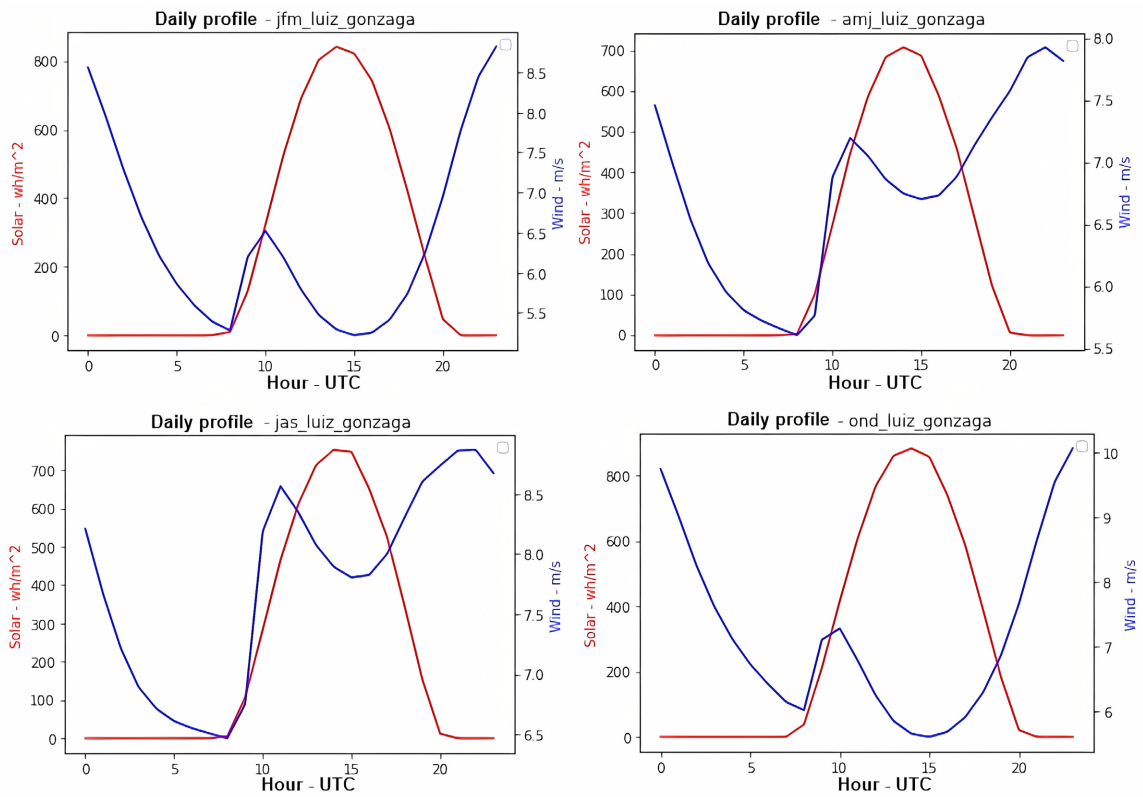 Daily profile - jfm_luiz_gonzaga
800
600
400
200
0
Solar - wh/m^2
8.5
8.0
7.5
7.0
6.5
6.0
5.5
Wind - m/s
0 5 10 15 20
Hour - UTC
Daily profile - amj_luiz_gonzaga
700
600
500
400
300
200
100
0
Solar - wh/m^2
8.0
7.5
7.0
6.5
6.0
5.5
Wind - m/s
0 5 10 15 20
Hour - UTC
Daily profile - jas_luiz_gonzaga
700
600
500
400
300
200
100
0
Solar - wh/m^2
8.5
8.0
7.5
7.0
6.5
Wind - m/s
0 5 10 15 20
Hour - UTC
Daily profile - ond_luiz_gonzaga
800
600
400
200
0
Solar - wh/m^2
10
9
8
7
6
Wind - m/s
0 5 10 15 20
Hour - UTC